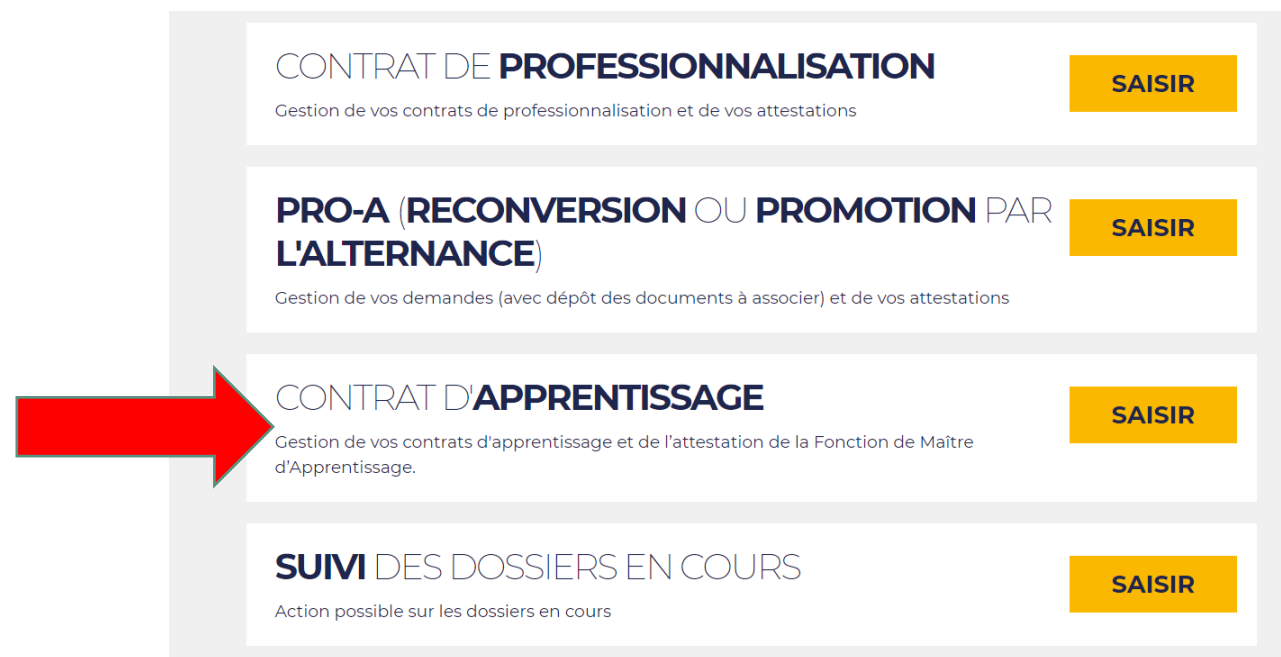 CONTRAT DE PROFESSIONNALISATION
SAISIR
Gestion de vos contrats de professionnalisation et de vos attestations
PRO-A (RECONVERSION OU PROMOTION PAR
L'ALTERNANCE)
SAISIR
Gestion de vos demandes (avec dépôt des documents à associer) et de vos attestations
CONTRAT D'APPRENTISSAGE
SAISIR
Gestion de vos contrats d'apprentissage et de l’attestation de la Fonction de Maître
d’Apprentissage.
SUIVI DES DOSSIERS EN COURS
SAISIR
Action possible sur les dossiers en cours